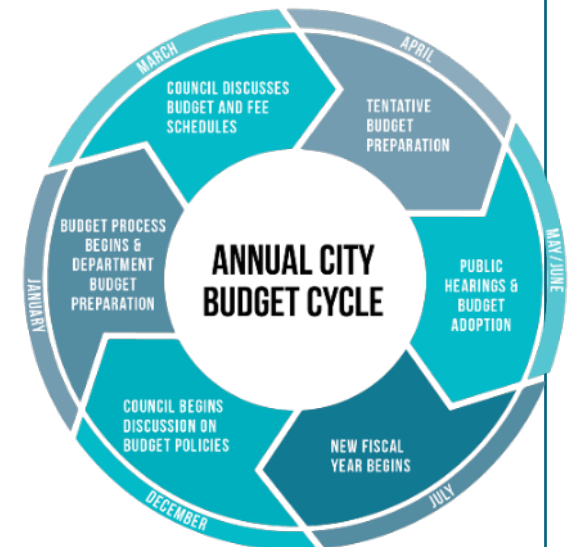 ANNUAL CITY
BUDGET CYCLE
JANUARY
BUDGET PROCESS
BEGINS &
DEPARTMENT
BUDGET
PREPARATION
MARCH
COUNCIL DISCUSSES
BUDGET AND FEE
SCHEDULES
APRIL
TENTATIVE
BUDGET
PREPARATION
MAY/JUNE
PUBLIC
HEARINGS &
BUDGET
ADOPTION
JULY
NEW FISCAL
YEAR BEGINS
DECEMBER
COUNCIL BEGINS
DISCUSSION ON
BUDGET POLICIES